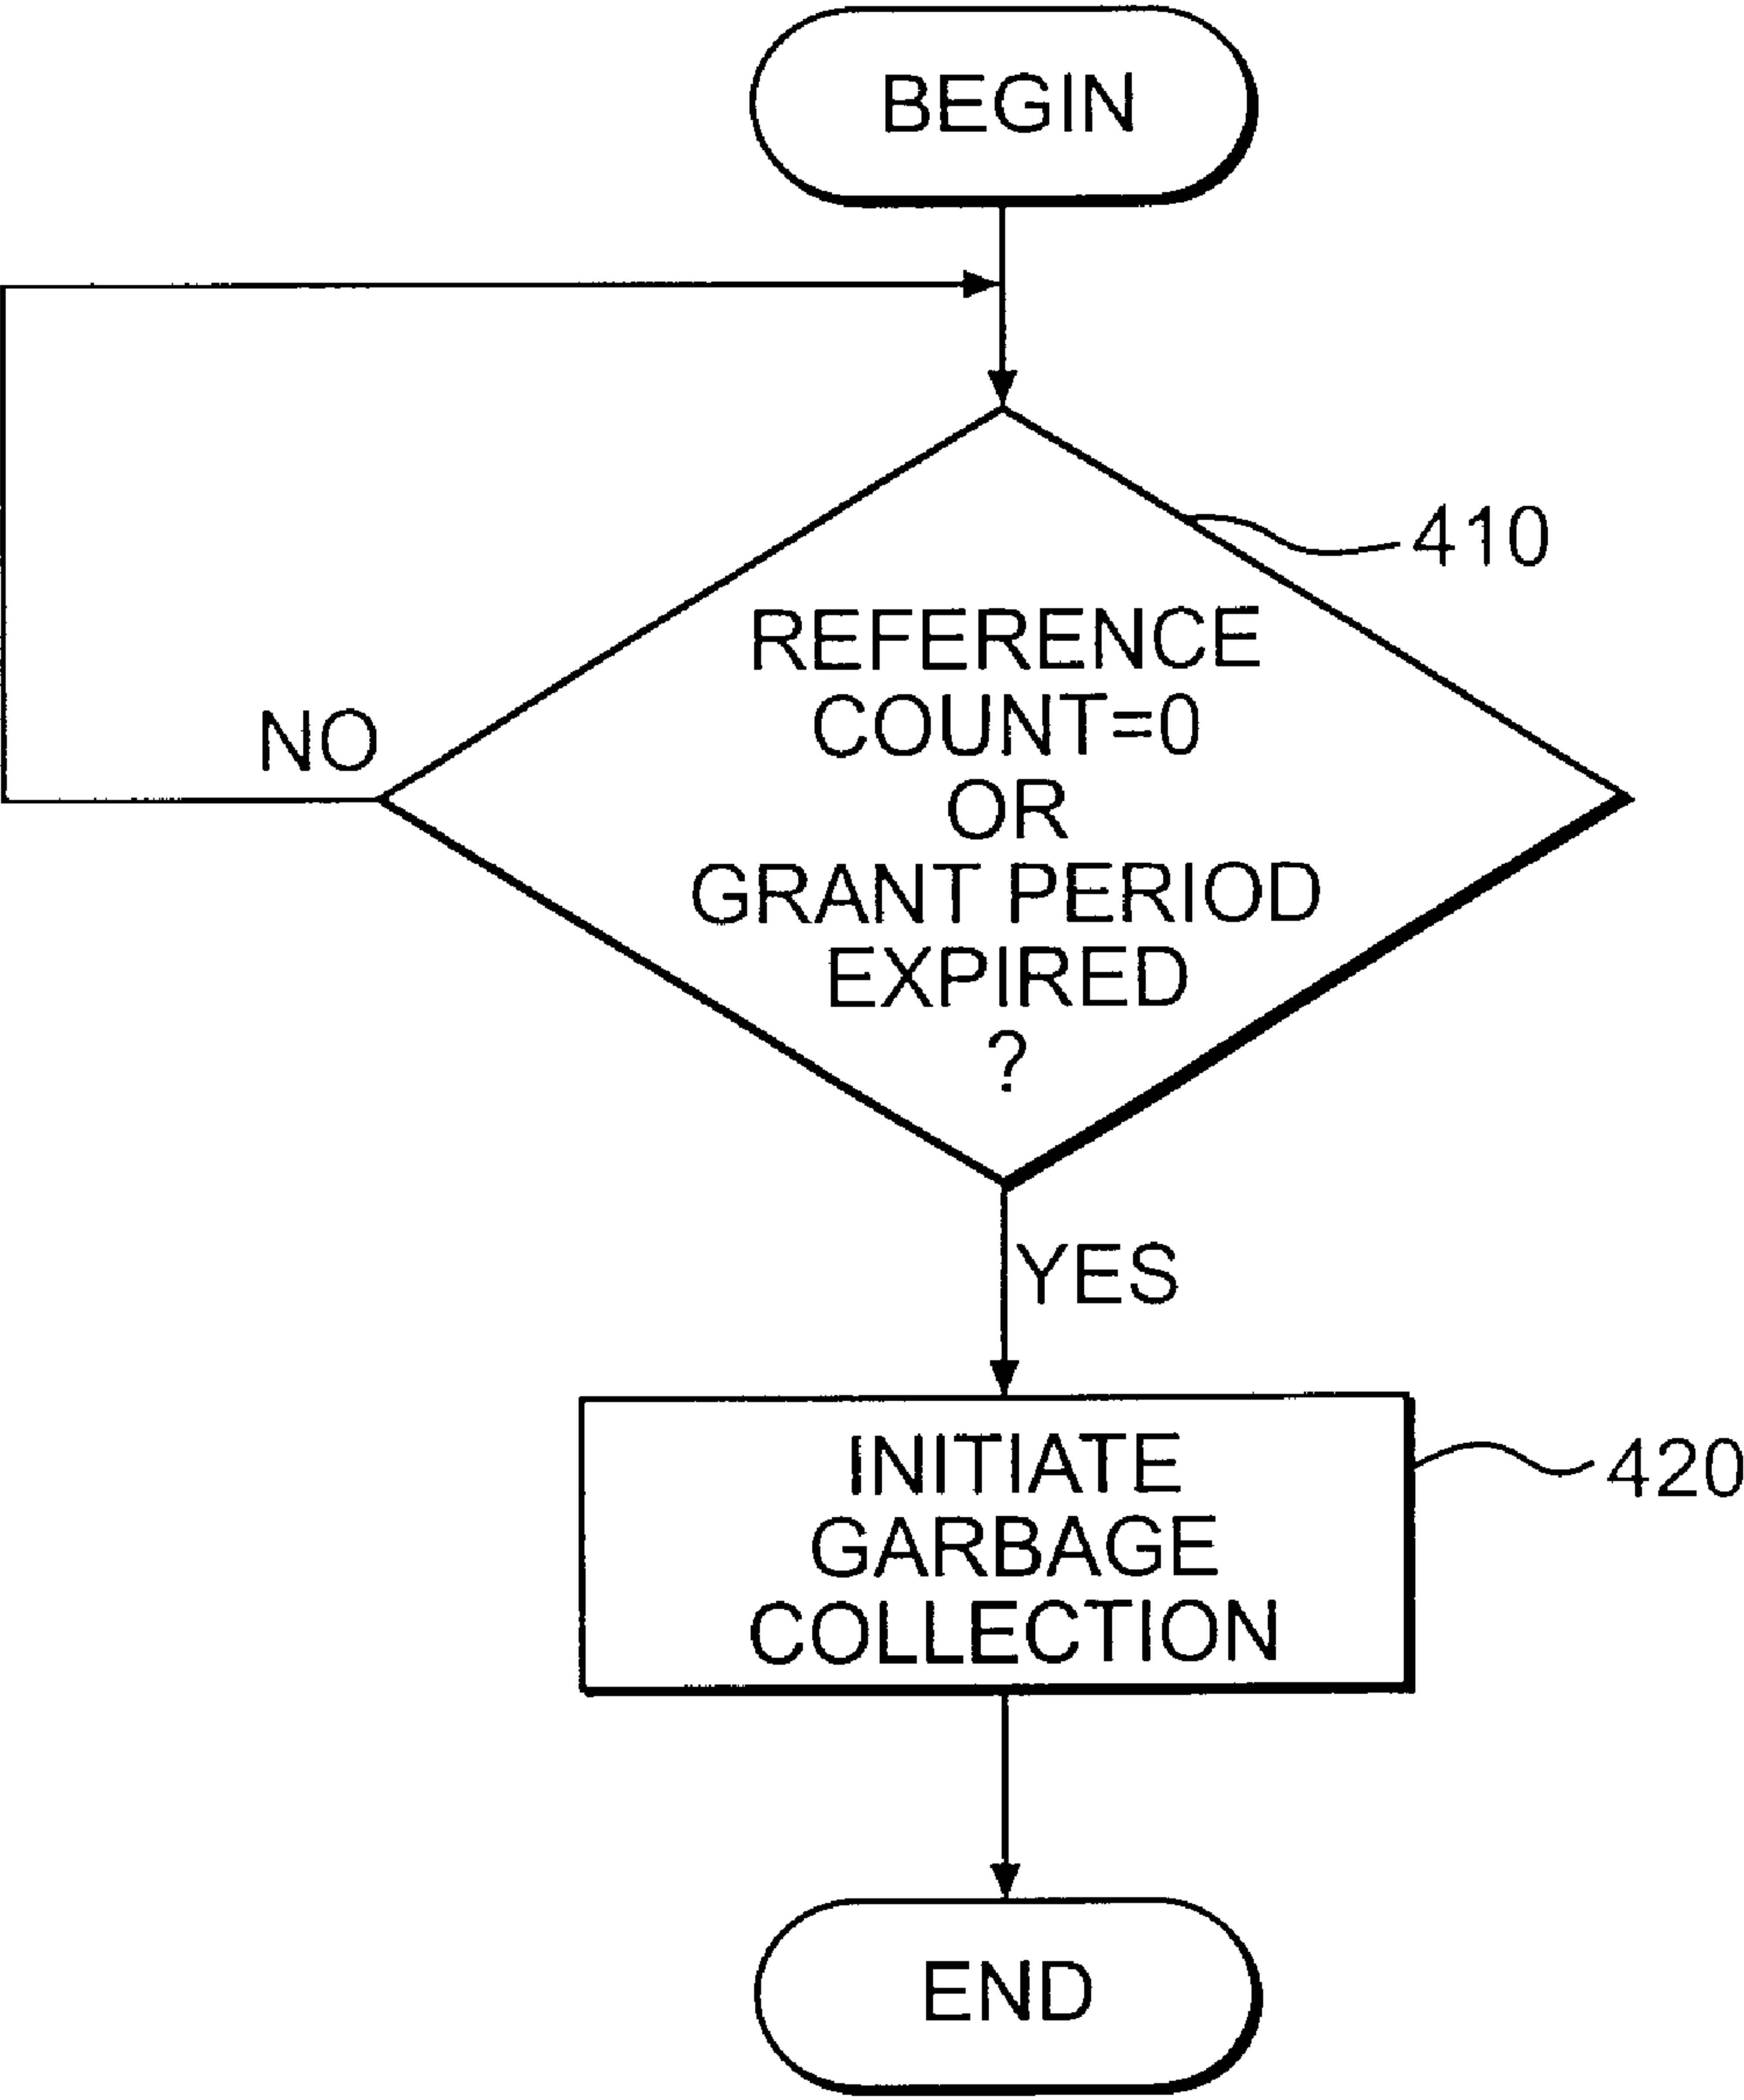 BEGIN
410
REFERENCE
COUNT=0
OR
GRANT PERIOD
EXPIRED
?
NO
YES
INITIATE
GARBAGE
COLLECTION
420
END